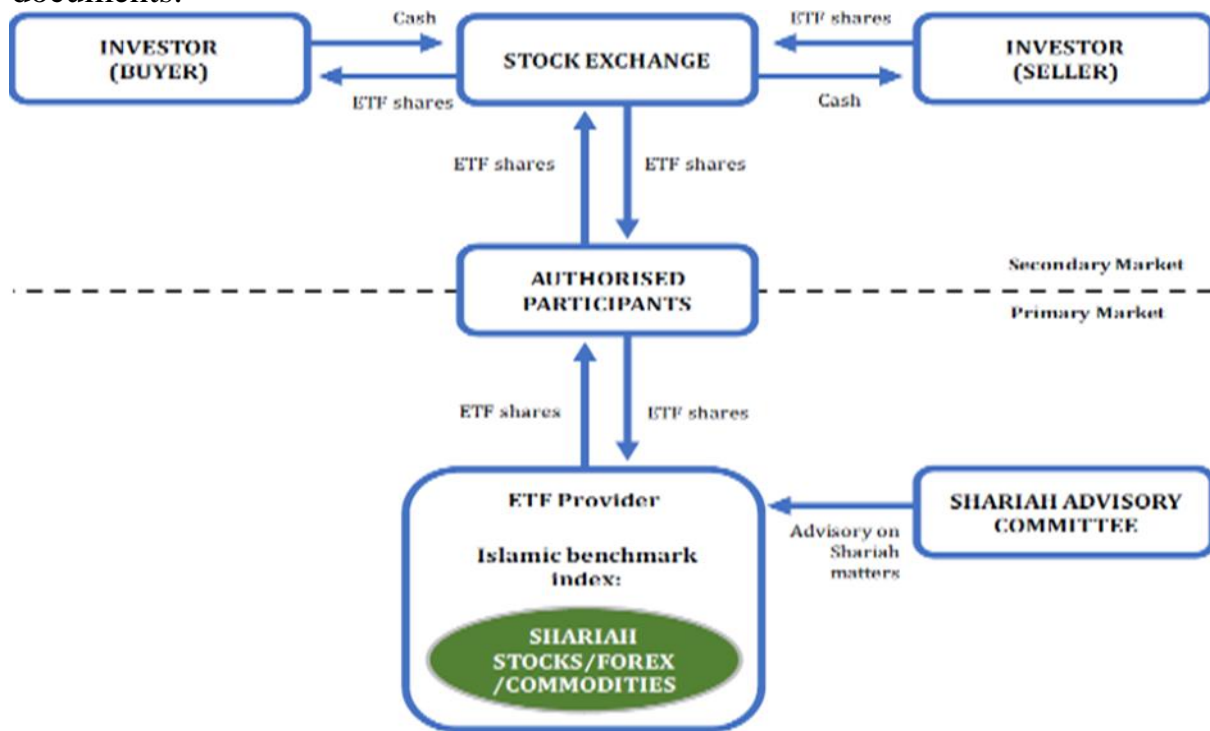 documents.
Cash
ETF shares
INVESTOR
(BUYER)
STOCK EXCHANGE
INVESTOR
(SELLER)
ETF shares
Cash
ETF shares
ETF shares
AUTHORISED
PARTICIPANTS
Secondary Market
Primary Market
ETF shares
ETF shares
ETF Provider
Islamic benchmark
index:
SHARIAH
STOCKS/FOREX
/COMMODITIES
SHARIAH ADVISORY
COMMITTEE
Advisory on
Shariah
matters